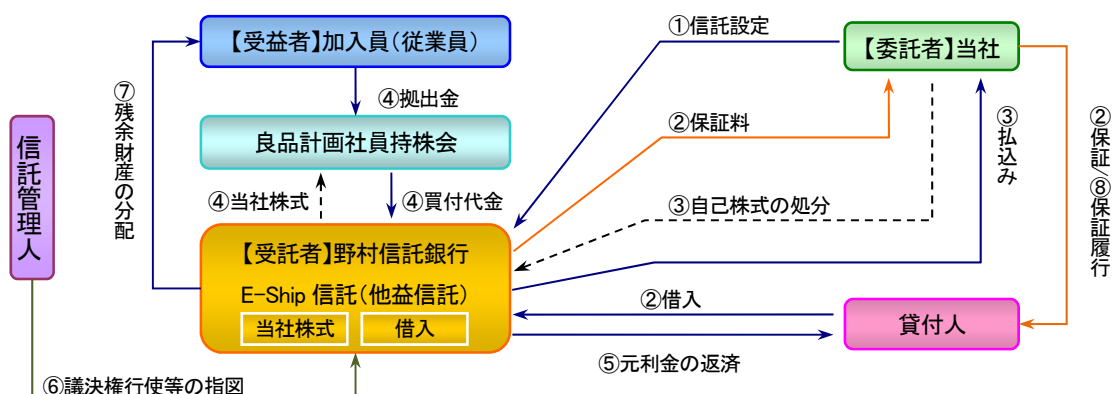 【受益者】加入員（従業員）
①信託設定
【委託者】当社
④拠出金
⑦残余財産の分配
②保証料
③払込み
②保証/⑧保証履行
信託管理人
良品計画社員持株会
④当社株式
④買付代金
③自己株式の処分
【受託者】野村信託銀行
E-Ship 信託（他益信託）
当社株式
借入
②借入
貸付人
⑤元利金の返済
⑥議決権行使等の指図